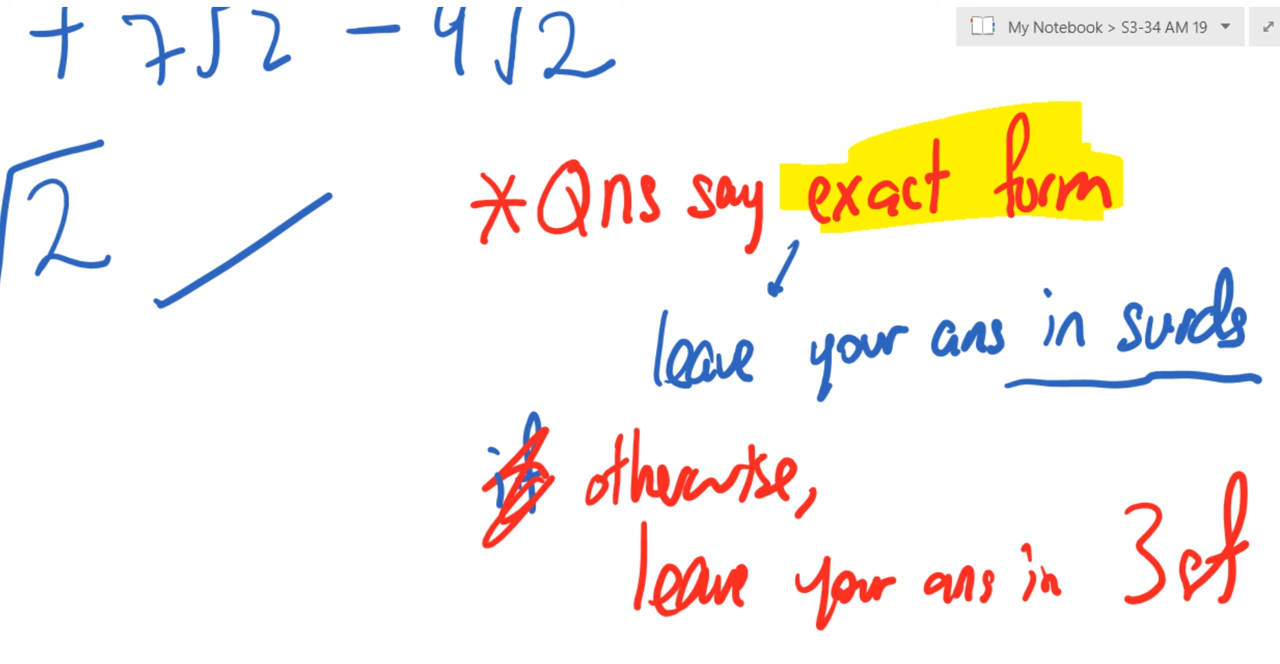 My Notebook > S3-34 AM 19
+ 7√2 - 4√2
√2
*Qns say exact form
leave your ans in surds
otherwise,
leave your ans in 3sf